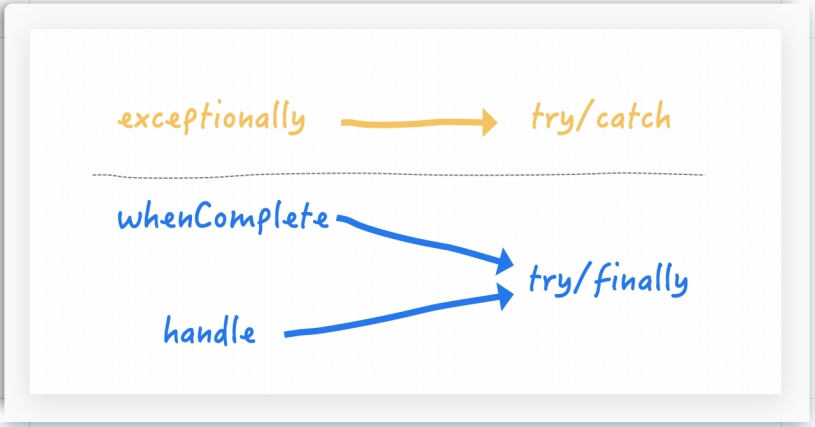 exceptionally try/catch
whenComplete
try/finally
handle